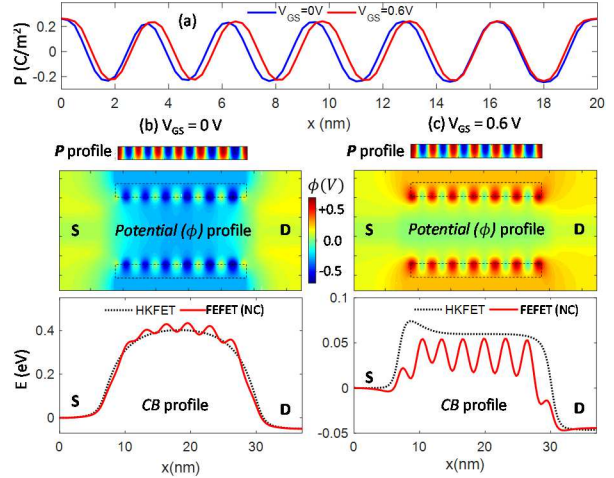 (a)
V_GS=0V V_GS=0.6V
P (C/m²)
0.2
0
-0.2
0 2 4 6 8 10 12 14 16 18 20
x (nm)
(b) V_GS = 0 V
(c) V_GS = 0.6 V
P profile
P profile
ϕ(V)
S Potential (ϕ) profile D
+0.5
0.0
-0.5
S Potential (ϕ) profile D
HKFET FEFET (NC)
HKFET FEFET (NC)
E (eV)
0.4
0.2
0
S CB profile D
0 10 20 30
x(nm)
0.1
0.05
0
-0.05
S CB profile D
0 10 20 30
x(nm)